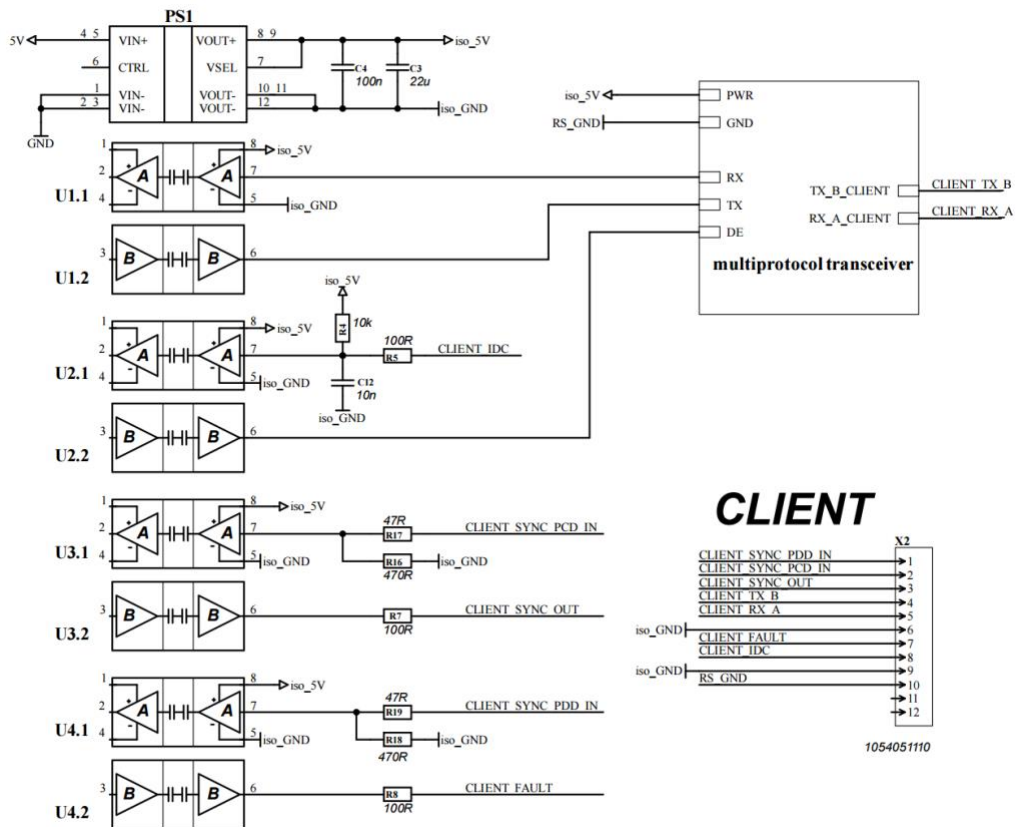 PS1
5V 4 5 VIN+ VOUT+ 8 9 iso_5V
6 CTRL VSEL 7
C4 100n
C3 22u
1 VIN- VOUT- 10 11
2 3 VIN- VOUT- 12 iso_GND
GND
iso_5V PWR
RS_GND GND
RX
TX
DE
TX_B_CLIENT CLIENT_TX_B
RX_A_CLIENT CLIENT_RX_A
multiprotocol transceiver
U1.1
1 + + 8 iso_5V
2 A A 7
4 - - 5 iso_GND
U1.2
3 B B 6
iso_5V
R4 10k
U2.1
1 + + 8 iso_5V
2 A A 7
100R
R5 CLIENT_IDC
4 - - 5 iso_GND
C12
10n
iso_GND
U2.2
3 B B 6
U3.1
1 + + 8 iso_5V
2 A A 7
47R
R17 CLIENT_SYNC_PCD_IN
4 - - 5 iso_GND
R16 iso_GND
470R
U3.2
3 B B 6
R7 CLIENT_SYNC_OUT
100R
U4.1
1 + + 8 iso_5V
2 A A 7
47R
R19 CLIENT_SYNC_PDD_IN
4 - - 5 iso_GND
R18 iso_GND
470R
U4.2
3 B B 6
R8 CLIENT_FAULT
100R
CLIENT
X2
CLIENT_SYNC_PDD_IN 1
CLIENT_SYNC_PCD_IN 2
CLIENT_SYNC_OUT 3
CLIENT_TX_B 4
CLIENT_RX_A 5
iso_GND 6
CLIENT_FAULT 7
CLIENT_IDC 8
iso_GND 9
RS_GND 10
11
12
1054051110